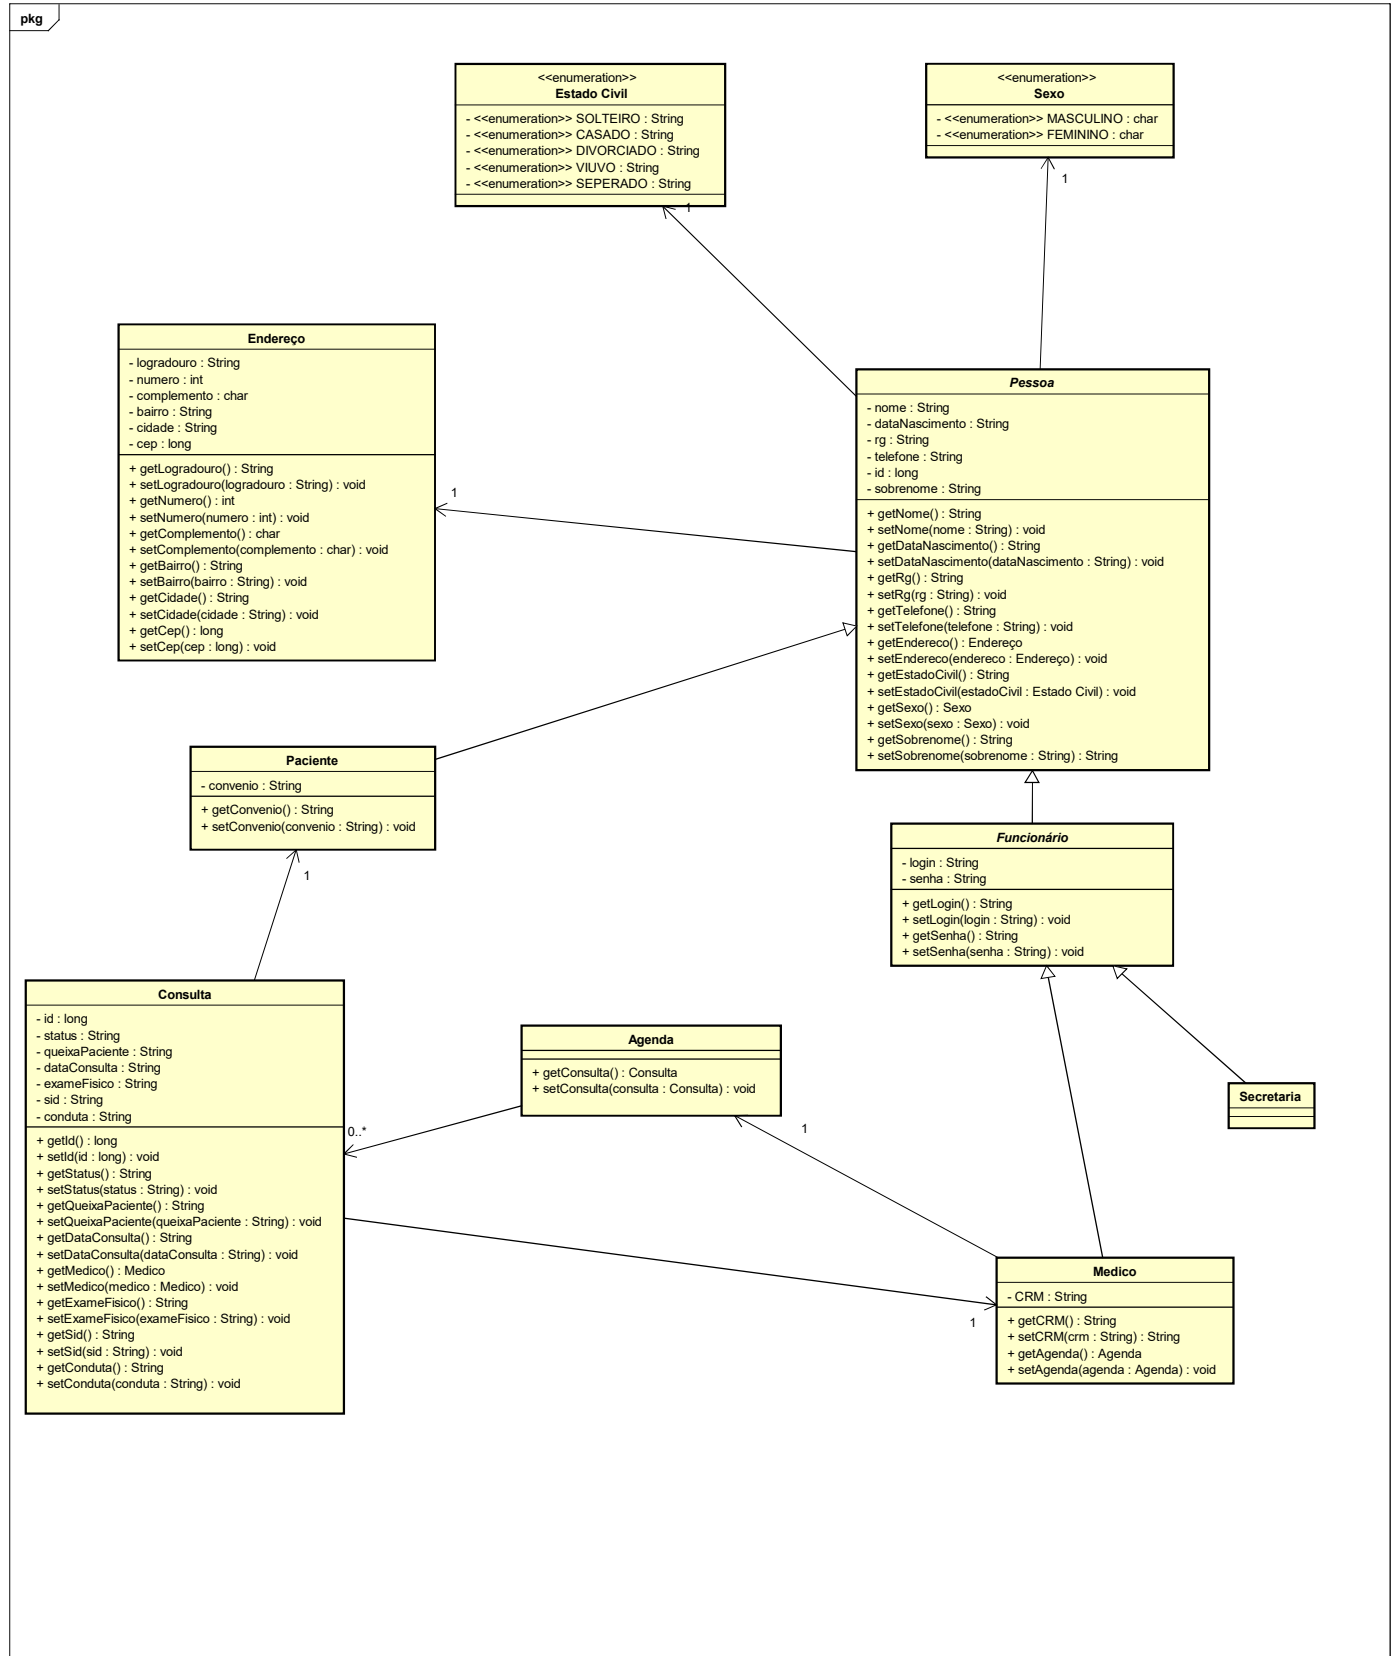 pkg
<<enumeration>>
Estado Civil
- <<enumeration>> SOLTEIRO : String
- <<enumeration>> CASADO : String
- <<enumeration>> DIVORCIADO : String
- <<enumeration>> VIUVO : String
- <<enumeration>> SEPERADO : String
1
<<enumeration>>
Sexo
- <<enumeration>> MASCULINO : char
- <<enumeration>> FEMININO : char
1
Endereço
- logradouro : String
- numero : int
- complemento : char
- bairro : String
- cidade : String
- cep : long
+ getLogradouro() : String
+ setLogradouro(logradouro : String) : void
+ getNumero() : int
+ setNumero(numero : int) : void
+ getComplemento() : char
+ setComplemento(complemento : char) : void
+ getBairro() : String
+ setBairro(bairro : String) : void
+ getCidade() : String
+ setCidade(cidade : String) : void
+ getCep() : long
+ setCep(cep : long) : void
1
Pessoa
- nome : String
- dataNascimento : String
- rg : String
- telefone : String
- id : long
- sobrenome : String
+ getNome() : String
+ setNome(nome : String) : void
+ getDataNascimento() : String
+ setDataNascimento(dataNascimento : String) : void
+ getRg() : String
+ setRg(rg : String) : void
+ getTelefone() : String
+ setTelefone(telefone : String) : void
+ getEndereco() : Endereço
+ setEndereco(endereco : Endereço) : void
+ getEstadoCivil() : String
+ setEstadoCivil(estadoCivil : Estado Civil) : void
+ getSexo() : Sexo
+ setSexo(sexo : Sexo) : void
+ getSobrenome() : String
+ setSobrenome(sobrenome : String) : String
Paciente
- convenio : String
+ getConvenio() : String
+ setConvenio(convenio : String) : void
1
Funcionário
- login : String
- senha : String
+ getLogin() : String
+ setLogin(login : String) : void
+ getSenha() : String
+ setSenha(senha : String) : void
Consulta
- id : long
- status : String
- queixaPaciente : String
- dataConsulta : String
- exameFisico : String
- sid : String
- conduta : String
+ getId() : long
+ setId(id : long) : void
+ getStatus() : String
+ setStatus(status : String) : void
+ getQueixaPaciente() : String
+ setQueixaPaciente(queixaPaciente : String) : void
+ getDataConsulta() : String
+ setDataConsulta(dataConsulta : String) : void
+ getMedico() : Medico
+ setMedico(medico : Medico) : void
+ getExameFisico() : String
+ setExameFisico(exameFisico : String) : void
+ getSid() : String
+ setSid(sid : String) : void
+ getConduta() : String
+ setConduta(conduta : String) : void
0..*
Agenda
+ getConsulta() : Consulta
+ setConsulta(consulta : Consulta) : void
1
Secretaria
Medico
- CRM : String
+ getCRM() : String
+ setCRM(crm : String) : String
+ getAgenda() : Agenda
+ setAgenda(agenda : Agenda) : void
1